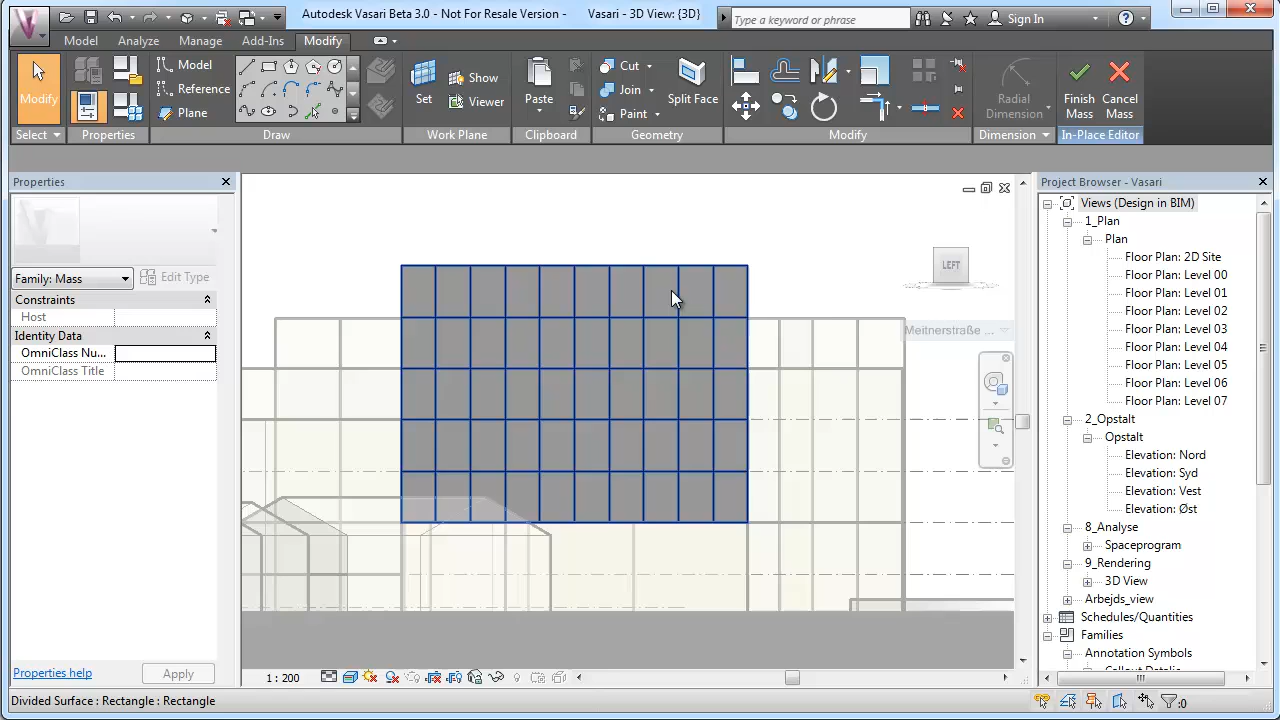 Autodesk Vasari Beta 3.0 - Not For Resale Version -
Vasari - 3D View: {3D}
Type a keyword or phrase
Sign In
Model
Analyze
Manage
Add-Ins
Modify
Modify
Model
Reference
Plane
Set
Show
Viewer
Paste
Cut
Join
Paint
Split Face
Radial
Dimension
Finish
Mass
Cancel
Mass
Select
Properties
Draw
Work Plane
Clipboard
Geometry
Modify
Dimension
In-Place Editor
Properties
Family: Mass
Edit Type
Constraints
Host
Identity Data
OmniClass Nu...
OmniClass Title
Properties help
Apply
LEFT
Meitnerstraße ...
1 : 200
Project Browser - Vasari
Views (Design in BIM)
1_Plan
Plan
Floor Plan: 2D Site
Floor Plan: Level 00
Floor Plan: Level 01
Floor Plan: Level 02
Floor Plan: Level 03
Floor Plan: Level 04
Floor Plan: Level 05
Floor Plan: Level 06
Floor Plan: Level 07
2_Opstalt
Opstalt
Elevation: Nord
Elevation: Syd
Elevation: Vest
Elevation: Øst
8_Analyse
Spaceprogram
9_Rendering
3D View
Arbejds_view
Schedules/Quantities
Families
Annotation Symbols
Divided Surface : Rectangle : Rectangle
:0